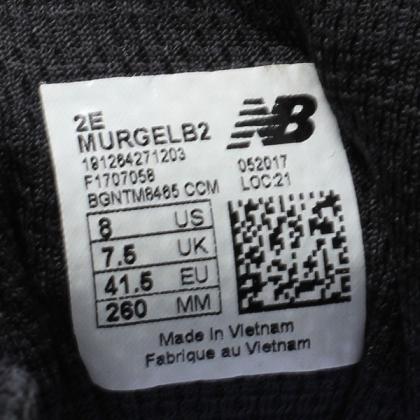 2E
MURGELB2
NB
191264271203
052017
F1707058
LOC:21
BGNTM8485 CCM
8 US
7.5 UK
41.5 EU
260 MM
Made in Vietnam
Fabrique au Vietnam